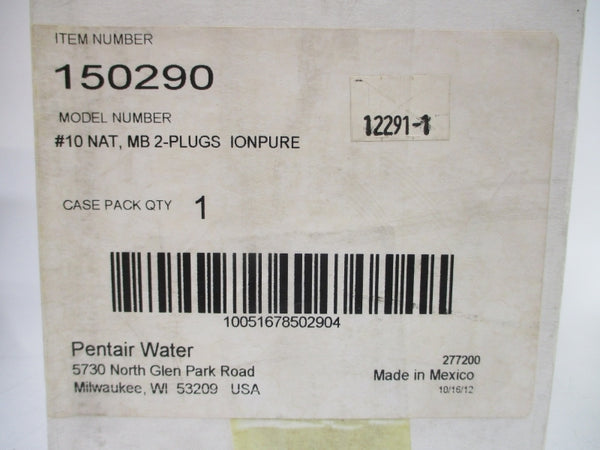 ITEM NUMBER
150290
MODEL NUMBER
12291-1
#10 NAT, MB 2-PLUGS IONPURE
CASE PACK QTY 1
10051678502904
Pentair Water
5730 North Glen Park Road
Milwaukee, WI 53209 USA
277200
Made in Mexico
10/16/12